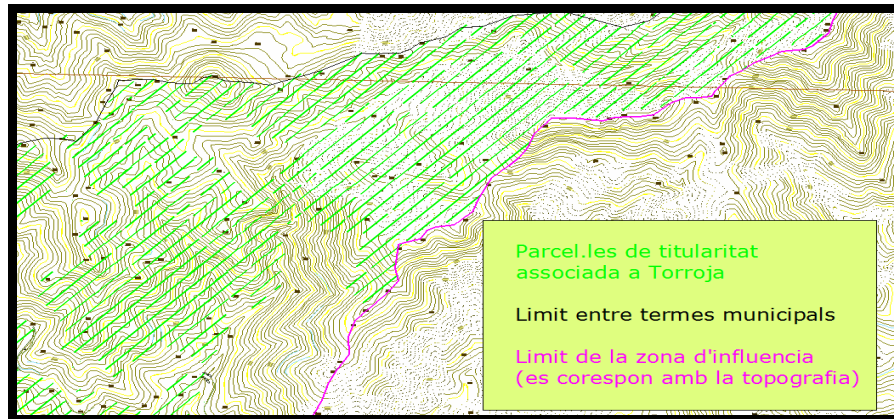 Parcel.les de titularitat
associada a Torroja
Limit entre termes municipals
Limit de la zona d'influencia
(es corespon amb la topografia)